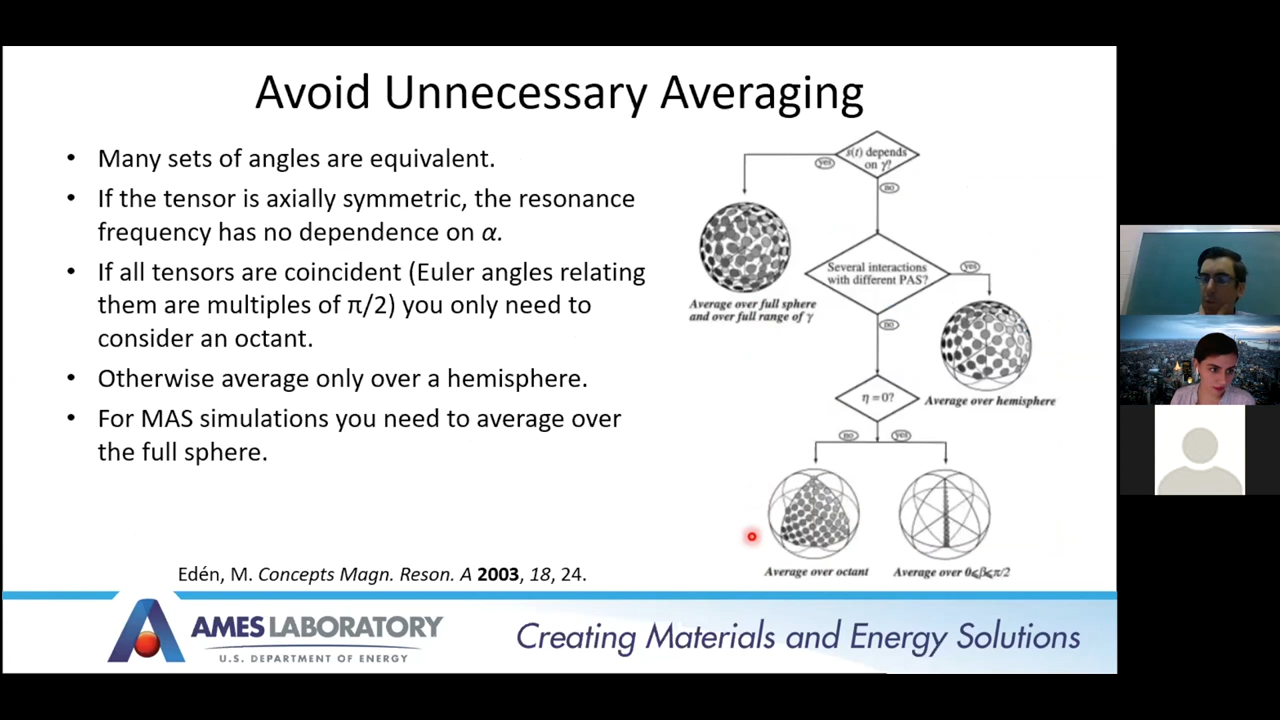 Avoid Unnecessary Averaging
• Many sets of angles are equivalent.
• If the tensor is axially symmetric, the resonance
frequency has no dependence on α.
• If all tensors are coincident (Euler angles relating
them are multiples of π/2) you only need to
consider an octant.
• Otherwise average only over a hemisphere.
• For MAS simulations you need to average over
the full sphere.
s(t) depends
on γ?
yes
no
Average over full sphere
and over full range of γ
Several interactions
with different PAS?
yes
no
Average over hemisphere
η = 0?
no
yes
Average over octant
Average over 0⩽β⩽π/2
Edén, M. Concepts Magn. Reson. A 2003, 18, 24.
AMES LABORATORY
U.S. DEPARTMENT OF ENERGY
Creating Materials and Energy Solutions